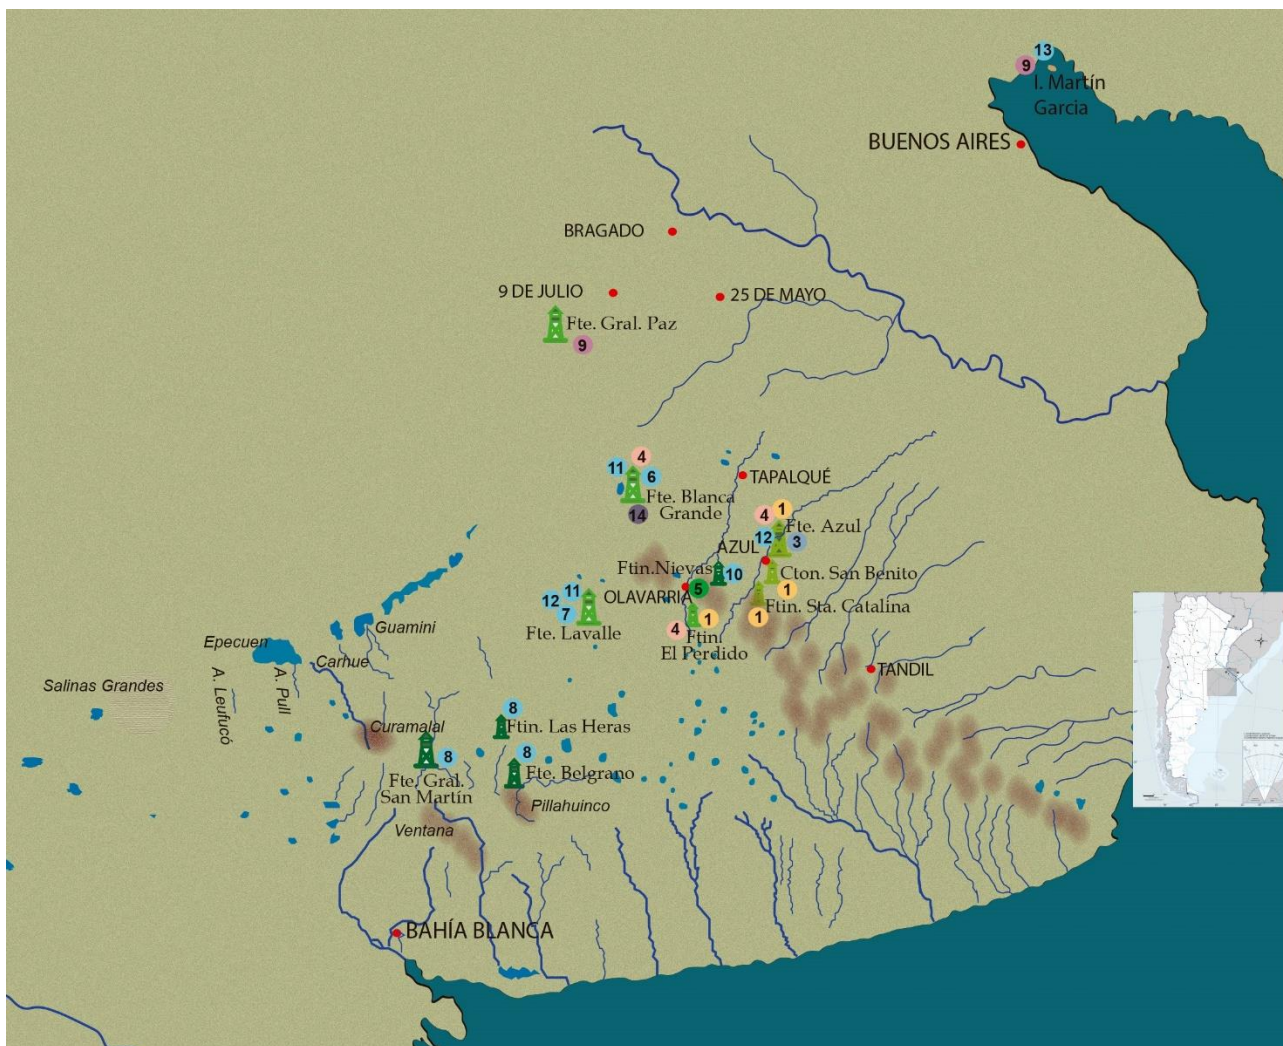 13
9
I. Martín
Garcia
BUENOS AIRES
BRAGADO
9 DE JULIO
25 DE MAYO
Fte. Gral. Paz
9
4
11
6
TAPALQUÉ
Fte. Blanca
Grande
14
1
4
Fte. Azul
12
3
AZUL
Ftin.Nievas
10
Cton. San Benito
5
1
OLAVARRIA
11
12
7
Fte. Lavalle
Ftin. Sta. Catalina
1
1
4
Ftin.
El Perdido
Guamini
Epecuen
Carhue
TANDIL
Salinas Grandes
A. Leufucó
A. Pull
8
Curamalal
Ftin. Las Heras
8
8
Fte. Belgrano
Fte. Gral.
San Martín
Pillahuinco
Ventana
BAHÍA BLANCA